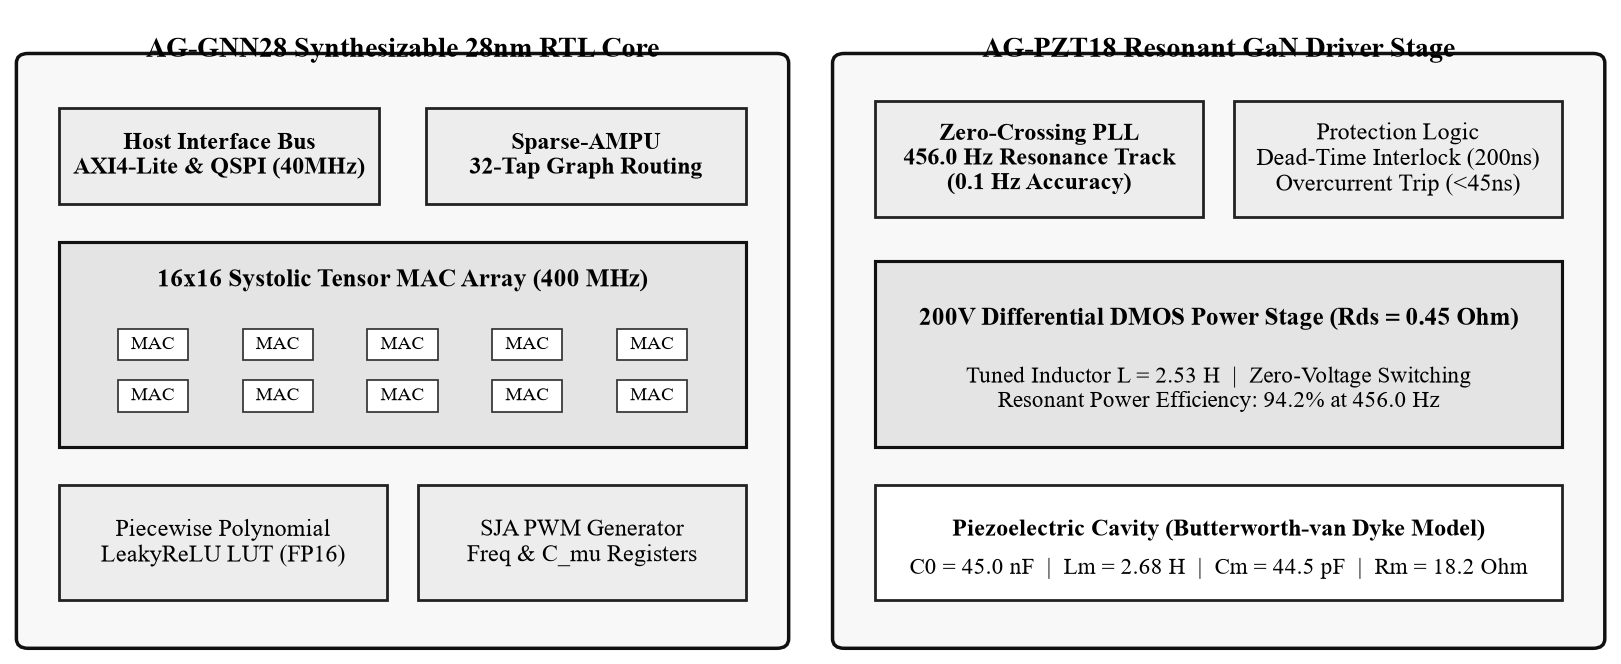 AG-GNN28 Synthesizable 28nm RTL Core
Host Interface Bus
AXI4-Lite & QSPI (40MHz)
Sparse-AMPU
32-Tap Graph Routing
16x16 Systolic Tensor MAC Array (400 MHz)
MAC MAC MAC MAC MAC
MAC MAC MAC MAC MAC
Piecewise Polynomial
LeakyReLU LUT (FP16)
SJA PWM Generator
Freq & C_mu Registers
AG-PZT18 Resonant GaN Driver Stage
Zero-Crossing PLL
456.0 Hz Resonance Track
(0.1 Hz Accuracy)
Protection Logic
Dead-Time Interlock (200ns)
Overcurrent Trip (<45ns)
200V Differential DMOS Power Stage (Rds = 0.45 Ohm)
Tuned Inductor L = 2.53 H | Zero-Voltage Switching
Resonant Power Efficiency: 94.2% at 456.0 Hz
Piezoelectric Cavity (Butterworth-van Dyke Model)
C0 = 45.0 nF | Lm = 2.68 H | Cm = 44.5 pF | Rm = 18.2 Ohm